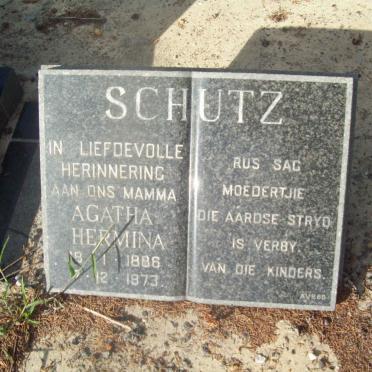 SCHUTZ
IN LIEFDEVOLLE
HERINNERING
AAN ONS MAMMA
AGATHA
HERMINA
1886
12. 1973.
RUS SAG
MOEDERTJIE
DIE AARDSE STRYD
IS VERBY.
VAN DIE KINDERS.